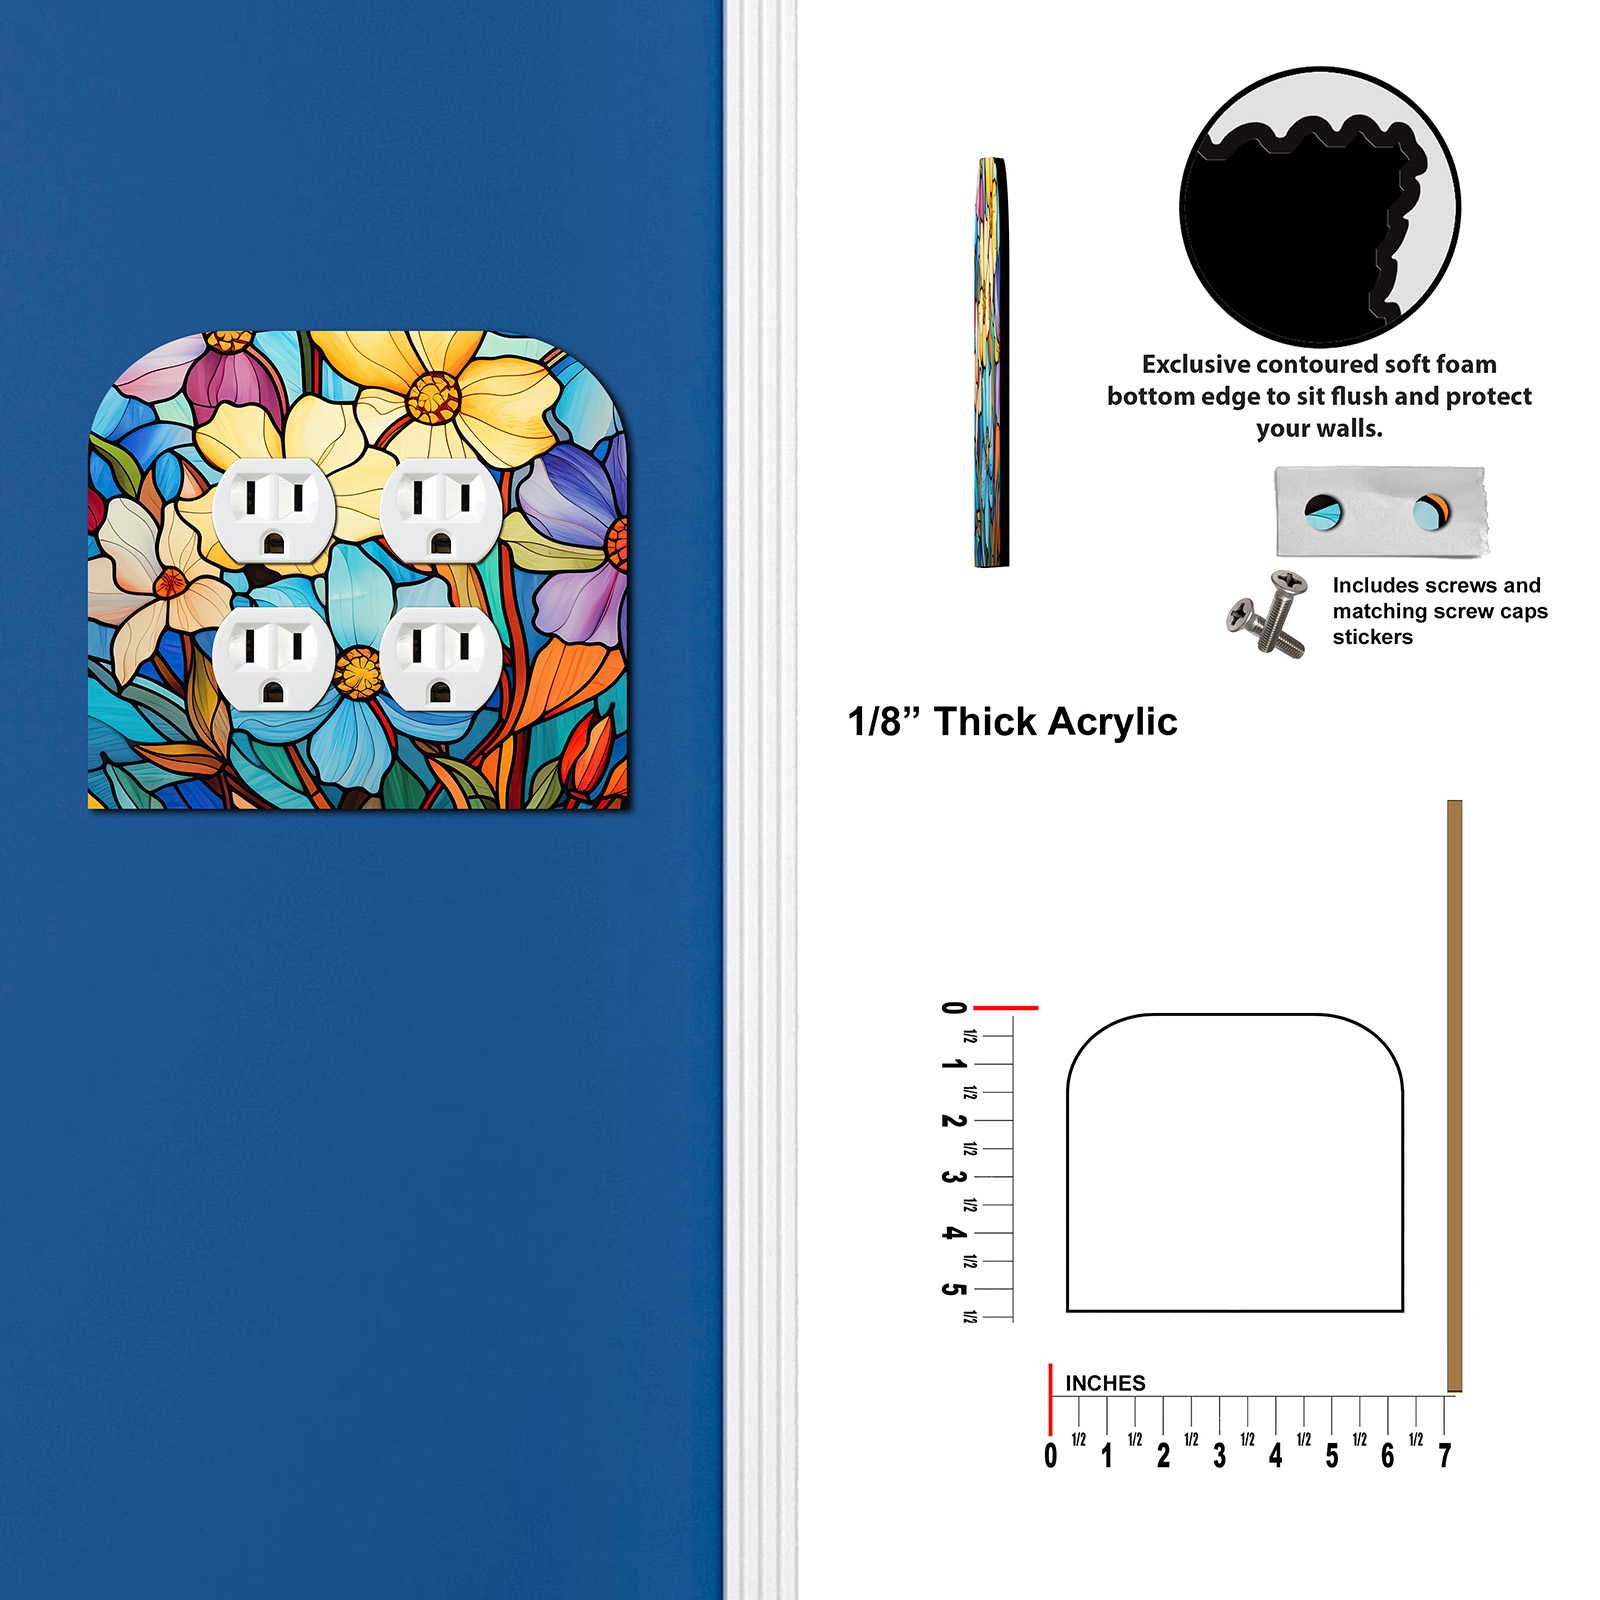 Exclusive contoured soft foam
bottom edge to sit flush and protect
your walls.
Includes screws and
matching screw caps
stickers
1/8” Thick Acrylic
0
1/2
1
1/2
2
1/2
3
1/2
4
1/2
5
1/2
INCHES
0 1/2 1 1/2 2 1/2 3 1/2 4 1/2 5 1/2 6 1/2 7